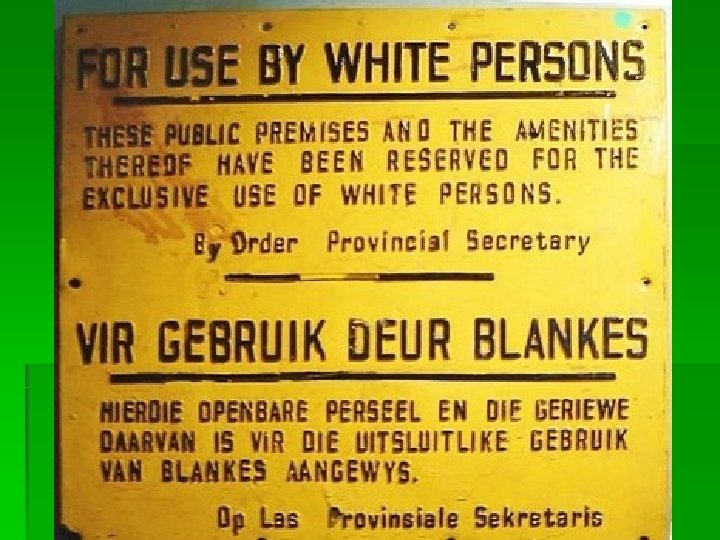 FOR USE BY WHITE PERSONS
THESE PUBLIC PREMISES AND THE AMENITIES
THEREOF HAVE BEEN RESERVED FOR THE
EXCLUSIVE USE OF WHITE PERSONS.
By Order Provincial Secretary
VIR GEBRUIK DEUR BLANKES
HIERDIE OPENBARE PERSEEL EN DIE GERIEWE
DAARVAN IS VIR DIE UITSLUITLIKE GEBRUIK
VAN BLANKES AANGEWYS.
Op Las Provinsiale Sekretaris